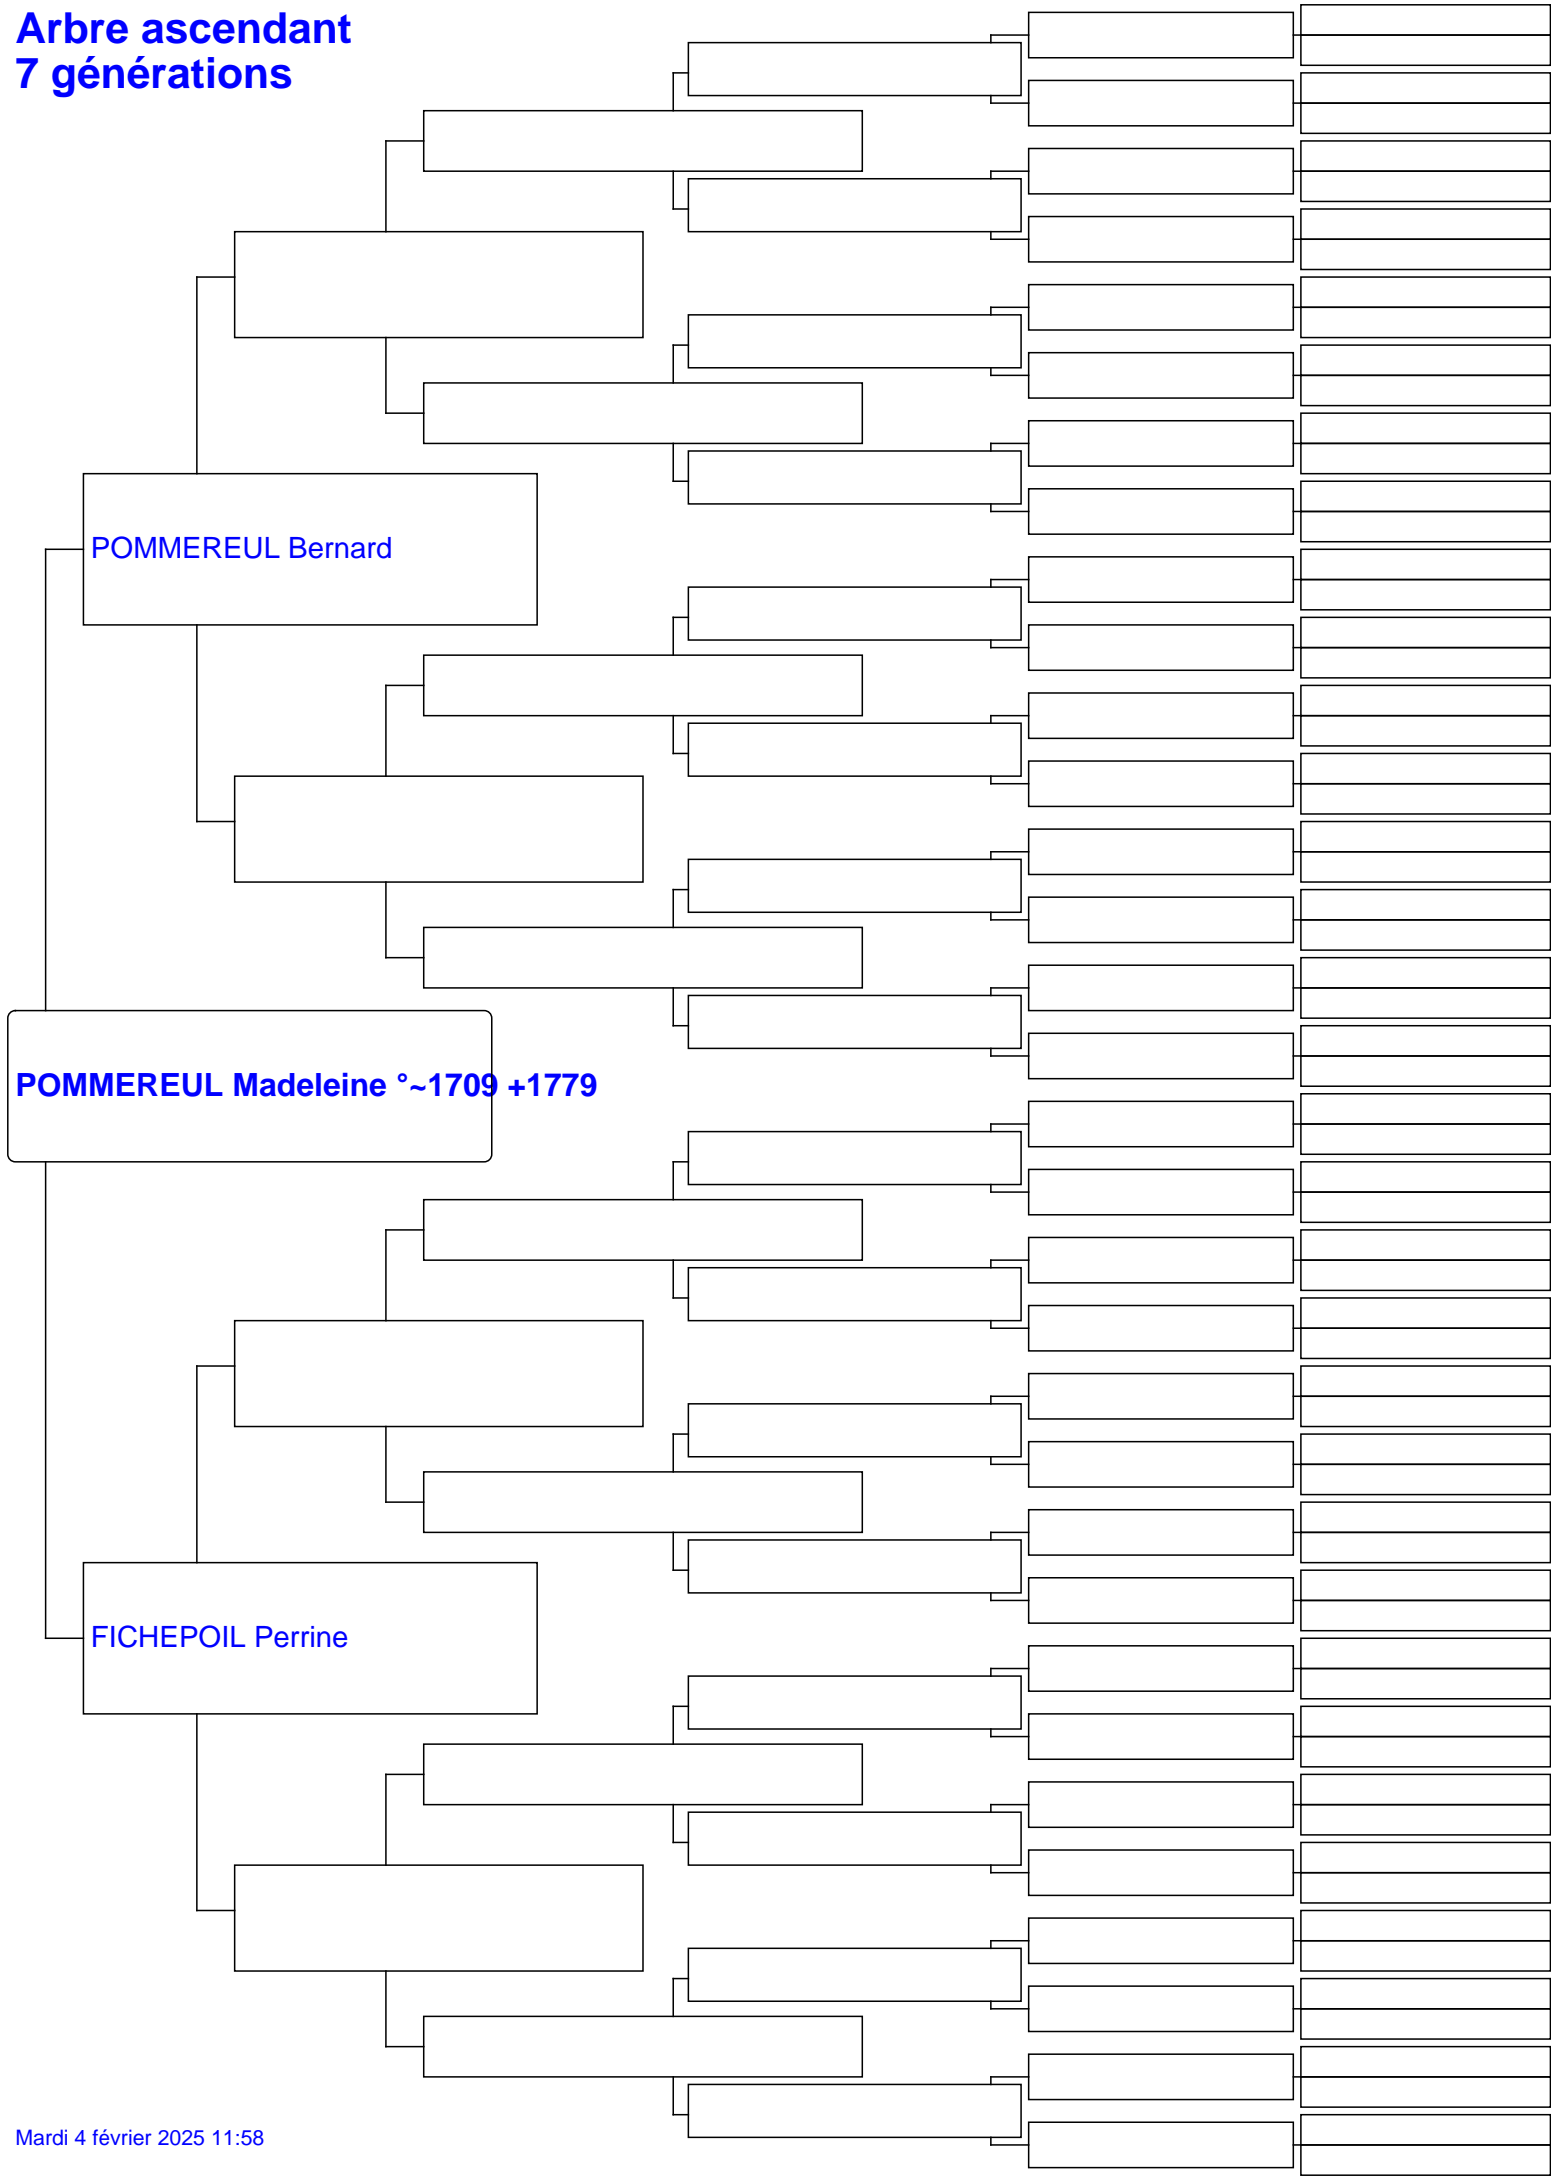 Arbre ascendant
7 générations
POMMEREUL Bernard
POMMEREUL Madeleine °~1709 +1779
FICHEPOIL Perrine
Mardi 4 février 2025 11:58